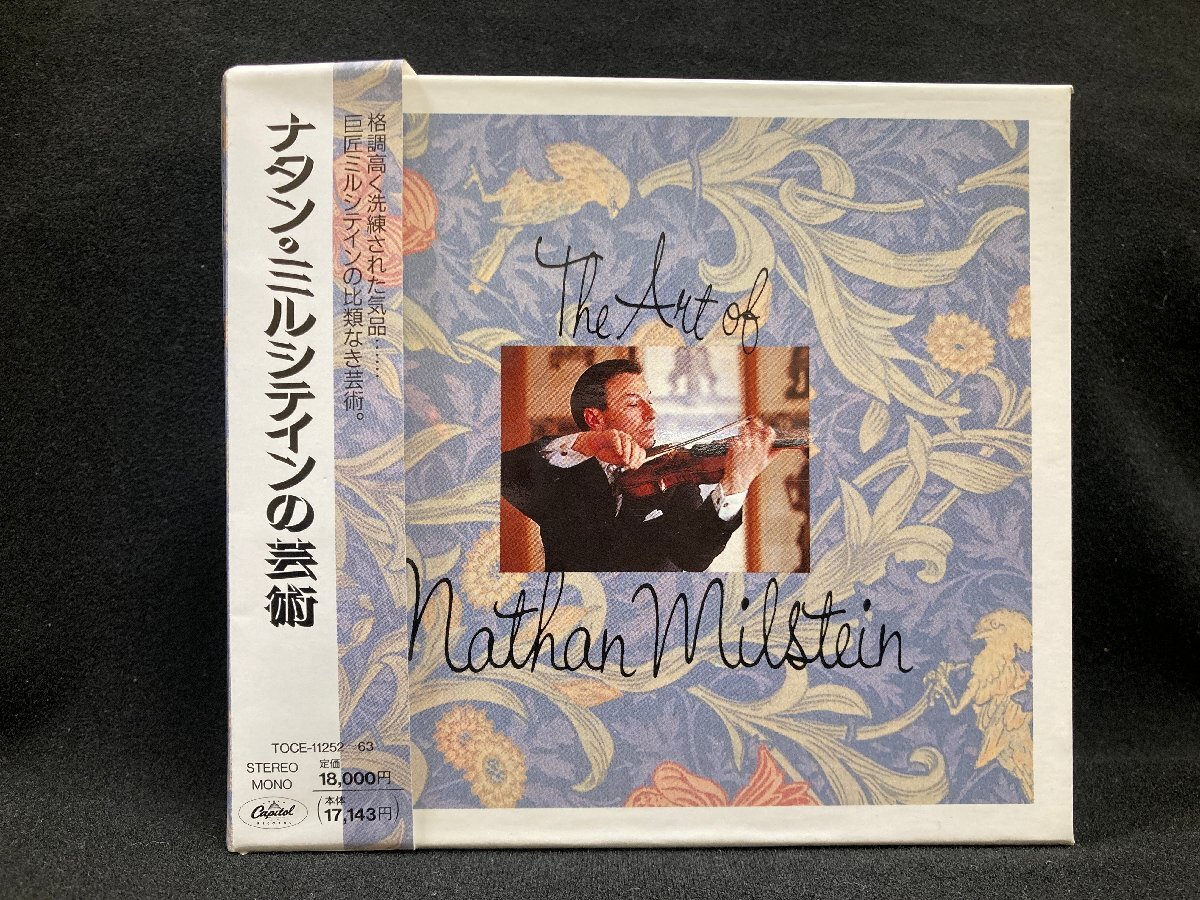 ナタン・ミルシテインの芸術
格調高く洗練された気品……
巨匠ミルシテインの比類なき芸術。
The Art of
Nathan Milstein
TOCE-11252~63
STEREO
MONO
定価
18,000円
(本体
17,143円)
Capitol
RECORDS